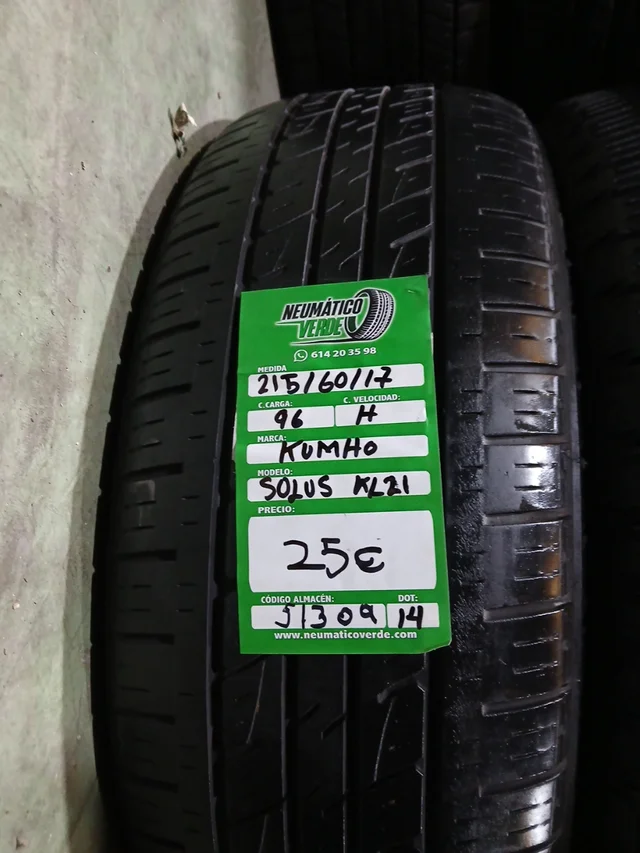 NEUMÁTICO
VERDE
614 20 35 98
MEDIDA
215/60/17
C.CARGA: C. VELOCIDAD:
96 H
MARCA:
KUMHO
MODELO:
SOLUS KL21
PRECIO:
25€
CÓDIGO ALMACÉN: DOT:
51309 14
www.neumaticoverde.com